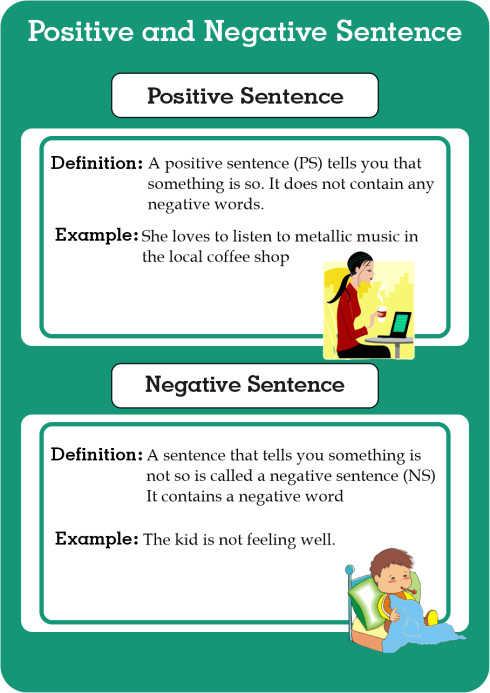 Positive and Negative Sentence
Positive Sentence
Definition: A positive sentence (PS) tells you that
something is so. It does not contain any
negative words.
Example: She loves to listen to metallic music in
the local coffee shop
Negative Sentence
Definition: A sentence that tells you something is
not so is called a negative sentence (NS)
It contains a negative word
Example: The kid is not feeling well.